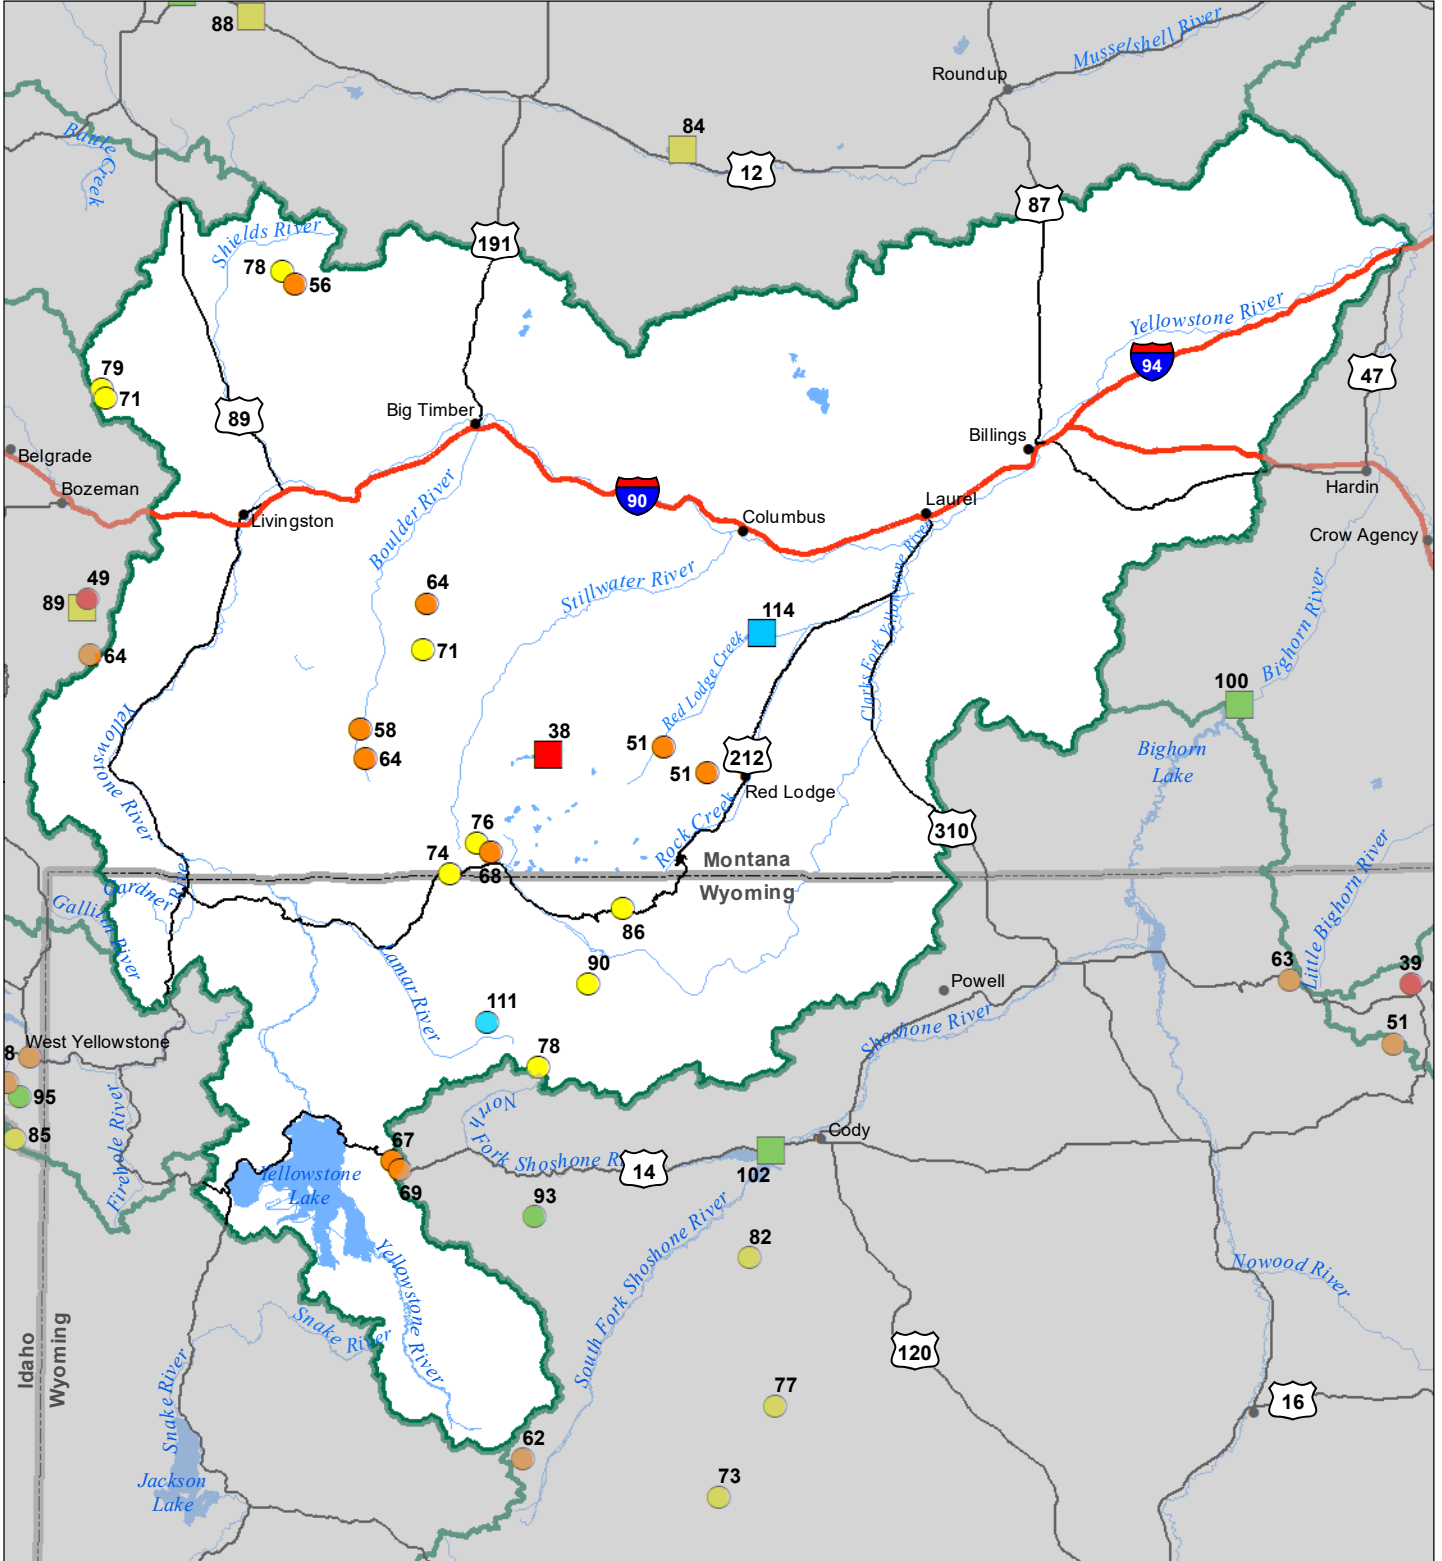 88
Musselshell River
Roundup
84
12
Battle
Creek
87
191
Shields River
78
56
Yellowstone River
94
47
79
71
89
Big Timber
Billings
Belgrade
Bozeman
Livingston
90
Columbus
Laurel
Hardin
Crow Agency
Boulder River
Stillwater River
Clarks Fork Yellowstone River
Bighorn River
49
89
64
64
71
114
Red Lodge Creek
100
Bighorn
Lake
58
64
38
51
51
212
Red Lodge
Rock Creek
310
Yellowstone River
76
74
68
Montana
Wyoming
Gardner
River
Gallatin River
86
Little Bighorn River
Lamar River
90
111
78
Powell
Shoshone River
63
39
51
West Yellowstone
8
95
85
Firehole River
North
Fork Shoshone R
14
Cody
102
67
69
Yellowstone
Lake
93
82
South Fork Shoshone River
Nowood River
Yellowstone River
Snake River
Idaho
Wyoming
Snake River
120
77
16
62
73
Jackson
Lake